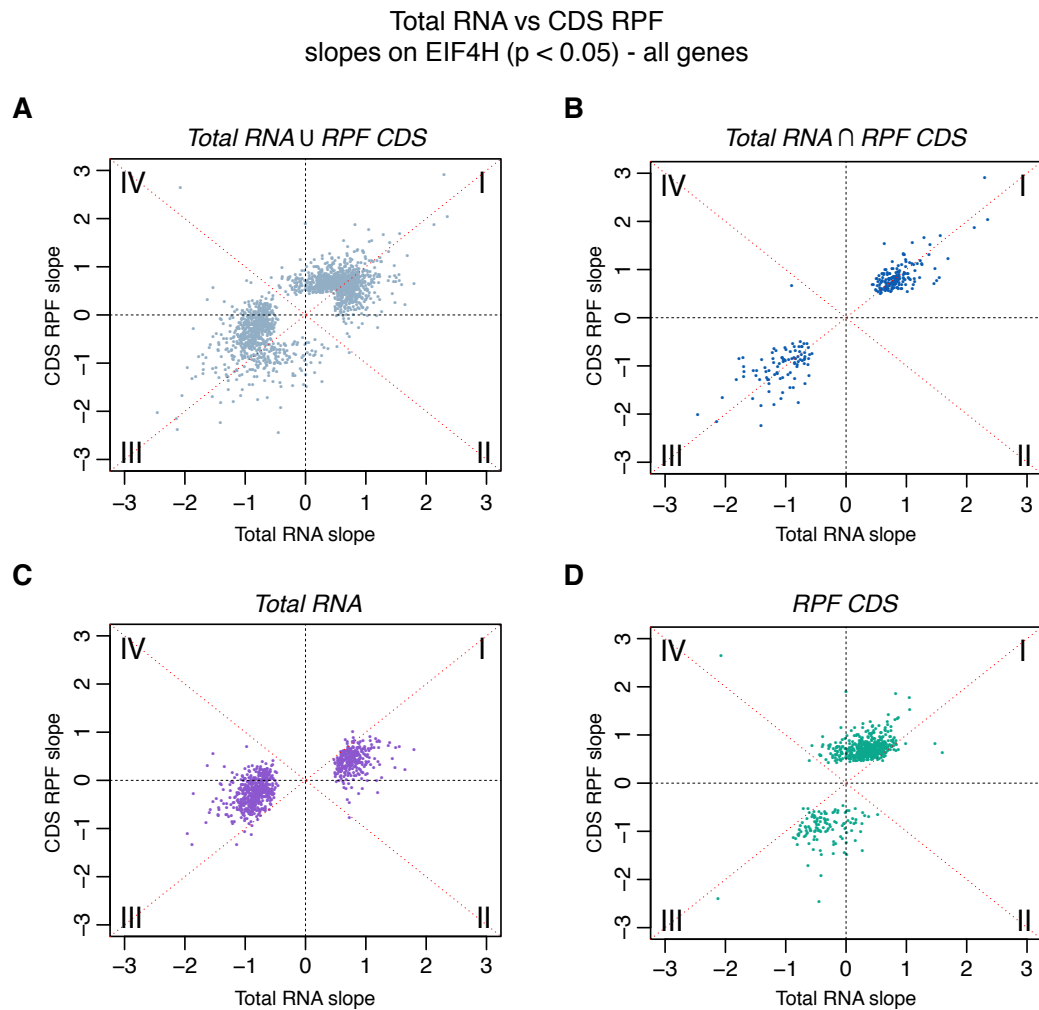 Total RNA vs CDS RPF
slopes on EIF4H (p < 0.05) - all genes
A
Total RNA ∪ RPF CDS
IV
I
III
II
3
2
1
0
−1
−2
−3
CDS RPF slope
−3 −2 −1 0 1 2 3
Total RNA slope
B
Total RNA ∩ RPF CDS
IV
I
III
II
3
2
1
0
−1
−2
−3
CDS RPF slope
−3 −2 −1 0 1 2 3
Total RNA slope
C
Total RNA
IV
I
III
II
3
2
1
0
−1
−2
−3
CDS RPF slope
−3 −2 −1 0 1 2 3
Total RNA slope
D
RPF CDS
IV
I
III
II
3
2
1
0
−1
−2
−3
CDS RPF slope
−3 −2 −1 0 1 2 3
Total RNA slope